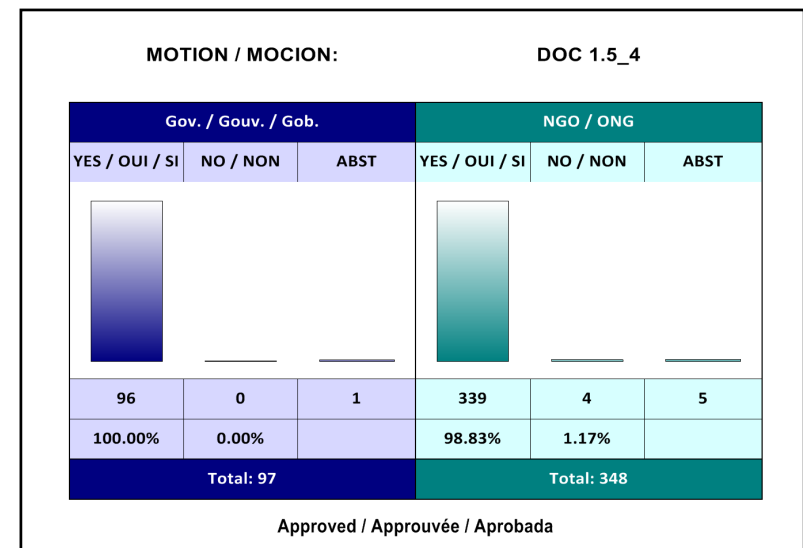 MOTION / MOCION: DOC 1.5_4
Gov. / Gouv. / Gob. NGO / ONG
YES / OUI / SI NO / NON ABST YES / OUI / SI NO / NON ABST
96 0 1 339 4 5
100.00% 0.00% 98.83% 1.17%
Total: 97 Total: 348
Approved / Approuvée / Aprobada